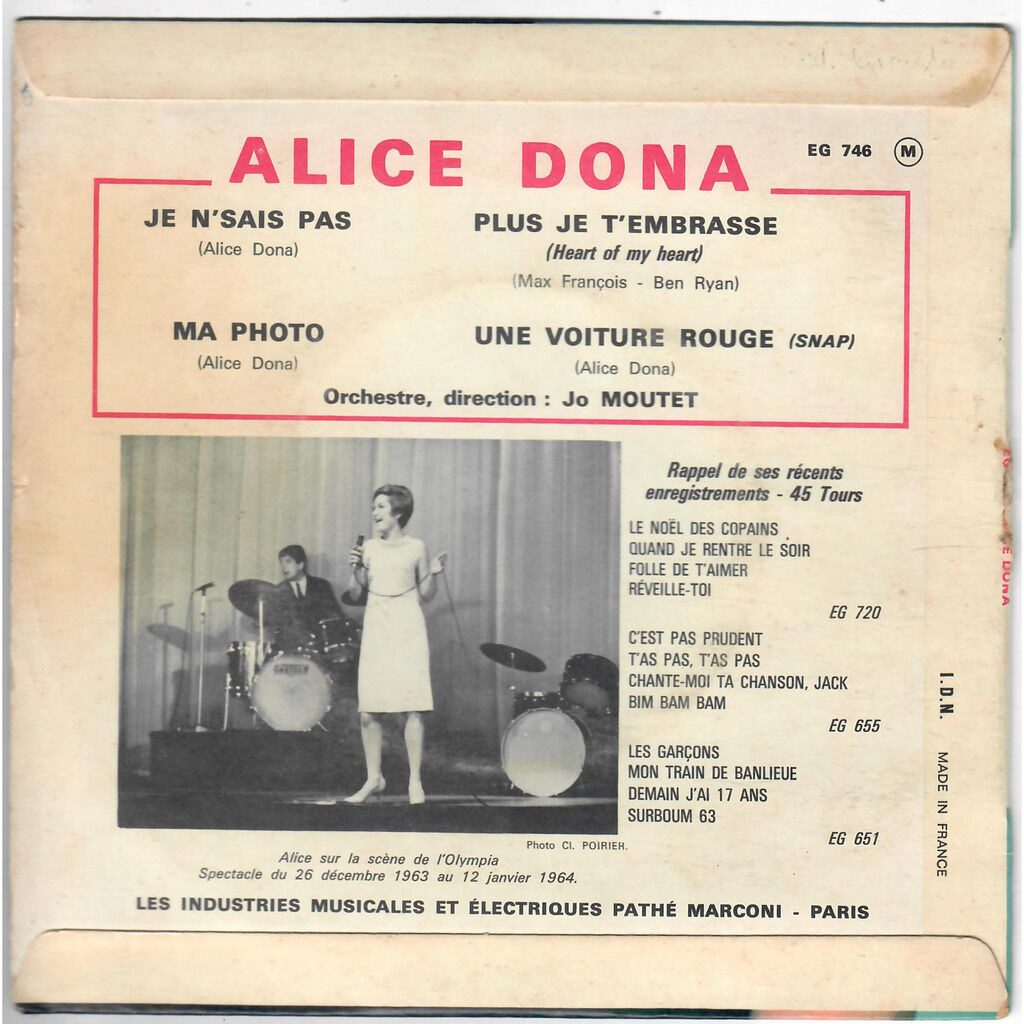 ALICE DONA
EG 746 M
JE N'SAIS PAS
(Alice Dona)
PLUS JE T'EMBRASSE
(Heart of my heart)
(Max François - Ben Ryan)
MA PHOTO
(Alice Dona)
UNE VOITURE ROUGE (SNAP)
(Alice Dona)
Orchestre, direction : Jo MOUTET
Rappel de ses récents
enregistrements - 45 Tours
LE NOËL DES COPAINS
QUAND JE RENTRE LE SOIR
FOLLE DE T'AIMER
RÉVEILLE-TOI
EG 720
C'EST PAS PRUDENT
T'AS PAS, T'AS PAS
CHANTE-MOI TA CHANSON, JACK
BIM BAM BAM
EG 655
LES GARÇONS
MON TRAIN DE BANLIEUE
DEMAIN J'AI 17 ANS
SURBOUM 63
EG 651
Photo Cl. POIRIER.
Alice sur la scène de l'Olympia
Spectacle du 26 décembre 1963 au 12 janvier 1964.
LES INDUSTRIES MUSICALES ET ÉLECTRIQUES PATHÉ MARCONI - PARIS
I.D.N. MADE IN FRANCE
EG
DONA